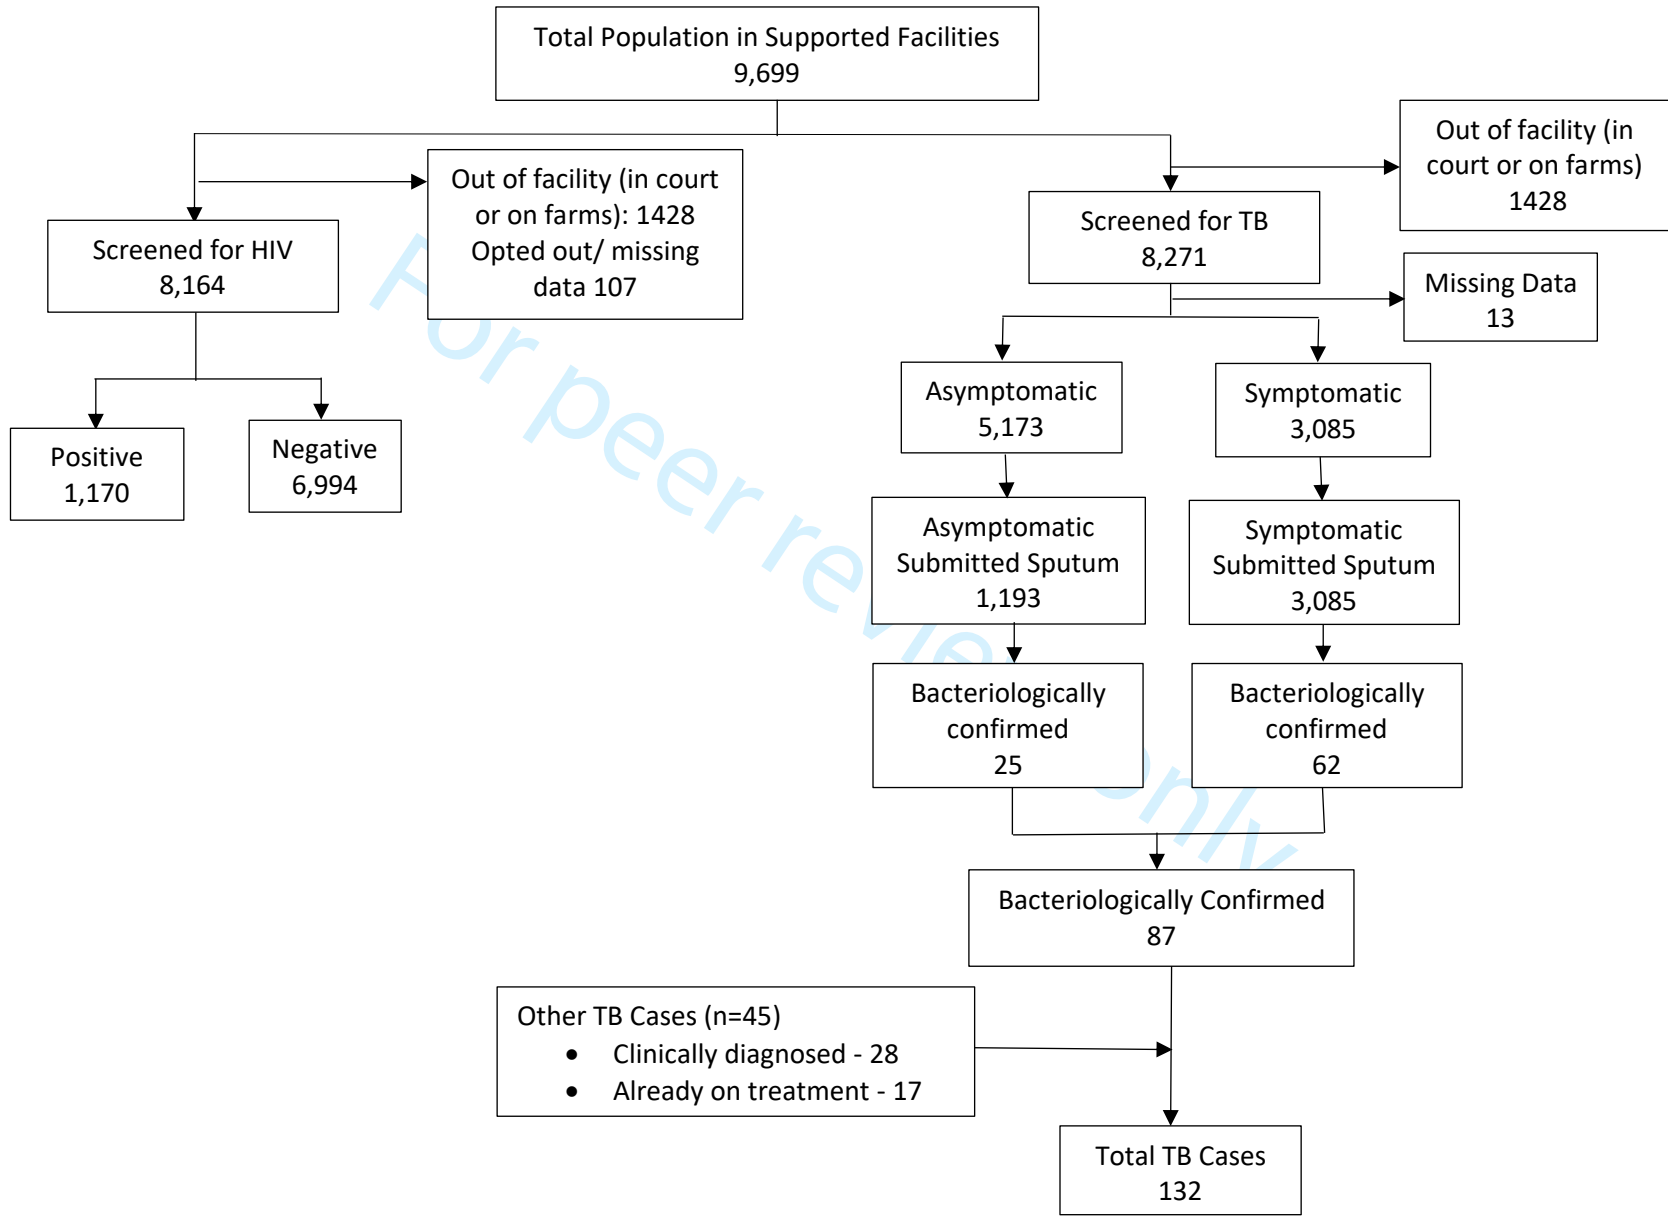 Total Population in Supported Facilities
9,699
Out of facility (in
court or on farms)
1428
Out of facility (in court
or on farms): 1428
Opted out/ missing
data 107
Screened for HIV
8,164
Screened for TB
8,271
Missing Data
13
Positive
1,170
Negative
6,994
Asymptomatic
5,173
Symptomatic
3,085
Asymptomatic
Submitted Sputum
1,193
Symptomatic
Submitted Sputum
3,085
Bacteriologically
confirmed
25
Bacteriologically
confirmed
62
Bacteriologically Confirmed
87
Other TB Cases (n=45)
• Clinically diagnosed - 28
• Already on treatment - 17
Total TB Cases
132
For peer review only